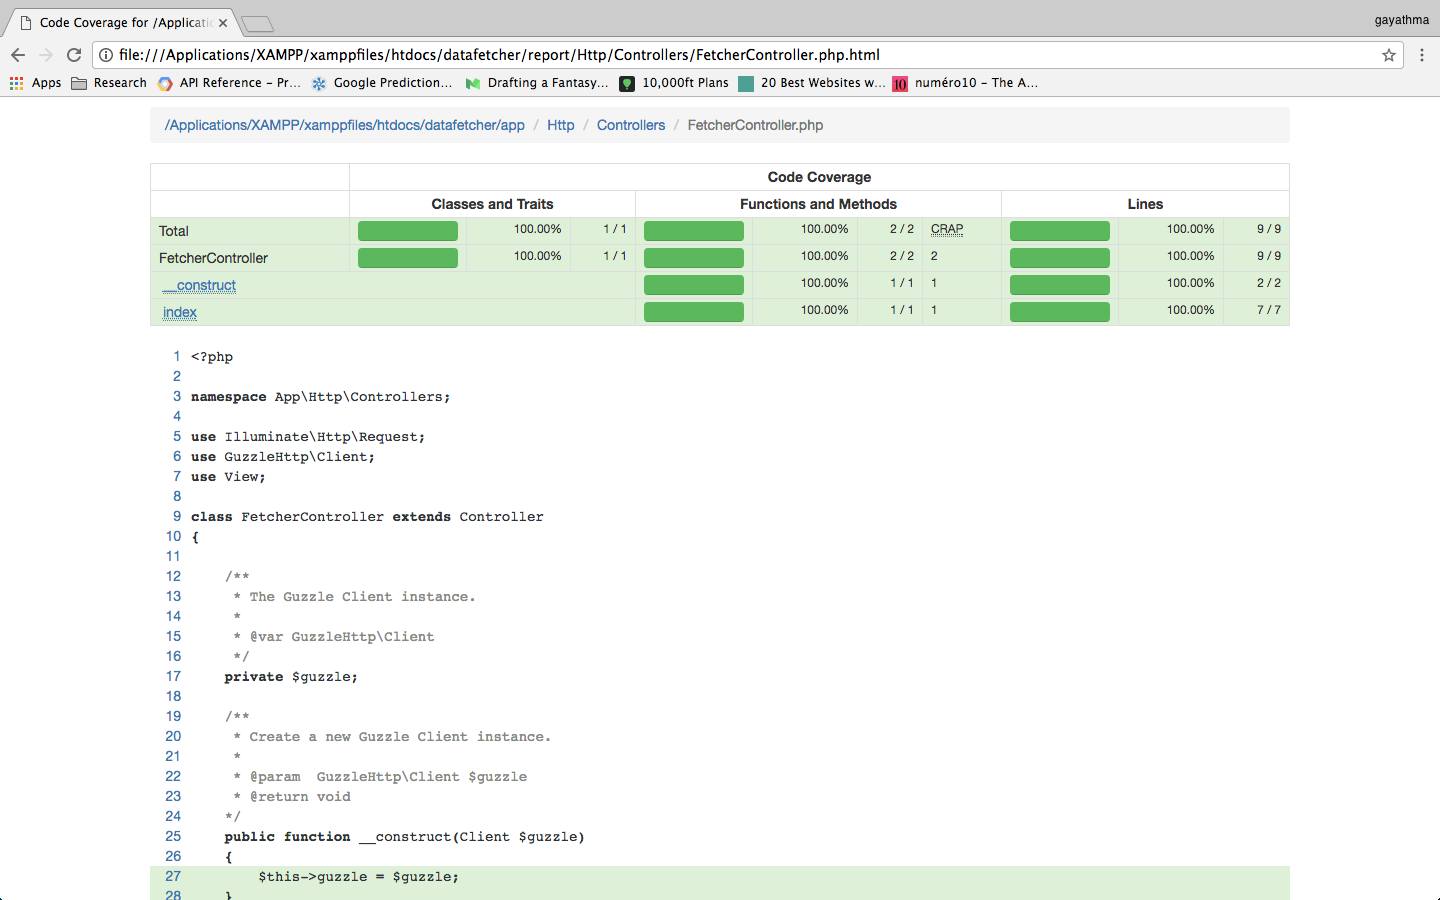 Code Coverage for /Applicatio
gayathma
file:///Applications/XAMPP/xamppfiles/htdocs/datafetcher/report/Http/Controllers/FetcherController.php.html
Apps Research API Reference – Pr... Google Prediction... Drafting a Fantasy... 10,000ft Plans 20 Best Websites w... 10 numéro10 – The A...
/Applications/XAMPP/xamppfiles/htdocs/datafetcher/app / Http / Controllers / FetcherController.php
Code Coverage
Classes and Traits Functions and Methods Lines
Total 100.00% 1 / 1 100.00% 2 / 2 CRAP 100.00% 9 / 9
FetcherController 100.00% 1 / 1 100.00% 2 / 2 2 100.00% 9 / 9
__construct 100.00% 1 / 1 1 100.00% 2 / 2
index 100.00% 1 / 1 1 100.00% 7 / 7
1 <?php
2
3 namespace App\Http\Controllers;
4
5 use Illuminate\Http\Request;
6 use GuzzleHttp\Client;
7 use View;
8
9 class FetcherController extends Controller
10 {
11
12 /**
13 * The Guzzle Client instance.
14 *
15 * @var GuzzleHttp\Client
16 */
17 private $guzzle;
18
19 /**
20 * Create a new Guzzle Client instance.
21 *
22 * @param  GuzzleHttp\Client $guzzle
23 * @return void
24 */
25 public function __construct(Client $guzzle)
26 {
27 $this->guzzle = $guzzle;
28 }